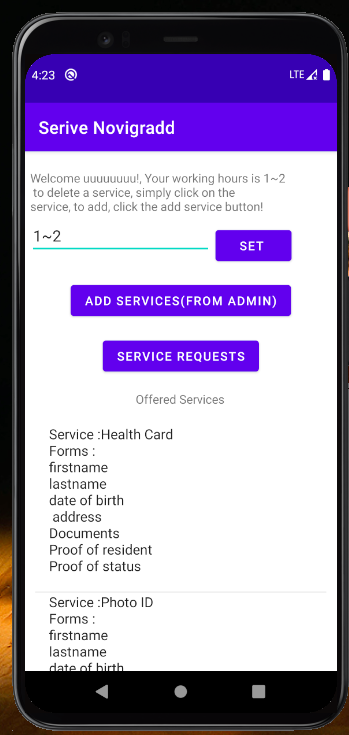 4:23 LTE
Serive Novigradd
Welcome uuuuuuuu!, Your working hours is 1~2
to delete a service, simply click on the
service, to add, click the add service button!
1~2
SET
ADD SERVICES(FROM ADMIN)
SERVICE REQUESTS
Offered Services
Service :Health Card
Forms :
firstname
lastname
date of birth
address
Documents
Proof of resident
Proof of status
Service :Photo ID
Forms :
firstname
lastname
date of birth